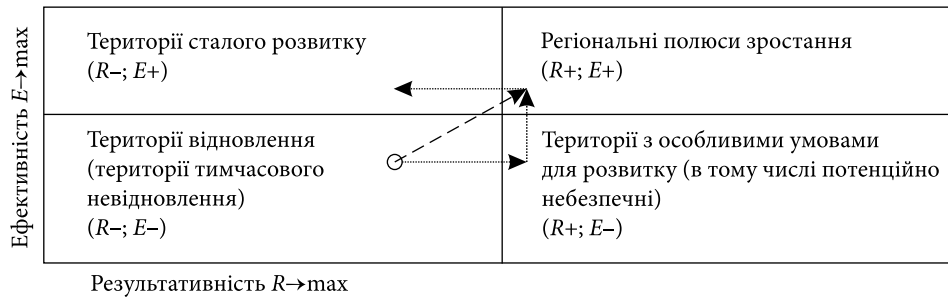 Ефективність E→max
Території сталого розвитку
(R–; E+)
Регіональні полюси зростання
(R+; E+)
Території відновлення
(території тимчасового
невідновлення)
(R–; E–)
Території з особливими умовами
для розвитку (в тому числі потенційно
небезпечні)
(R+; E–)
Результативність R→max